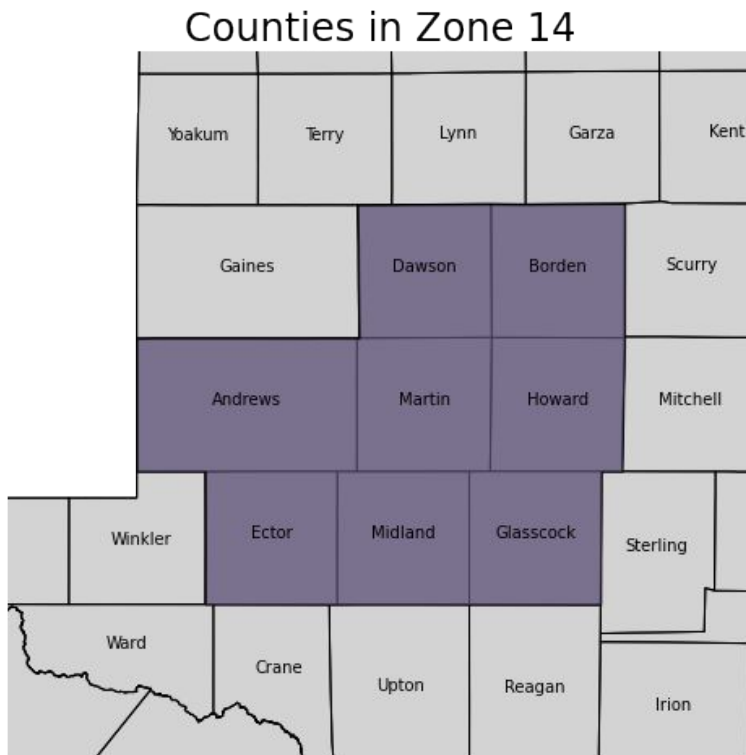 Counties in Zone 14
Yoakum Terry Lynn Garza Kent
Gaines Dawson Borden Scurry
Andrews Martin Howard Mitchell
Winkler Ector Midland Glasscock Sterling
Ward Crane Upton Reagan Irion